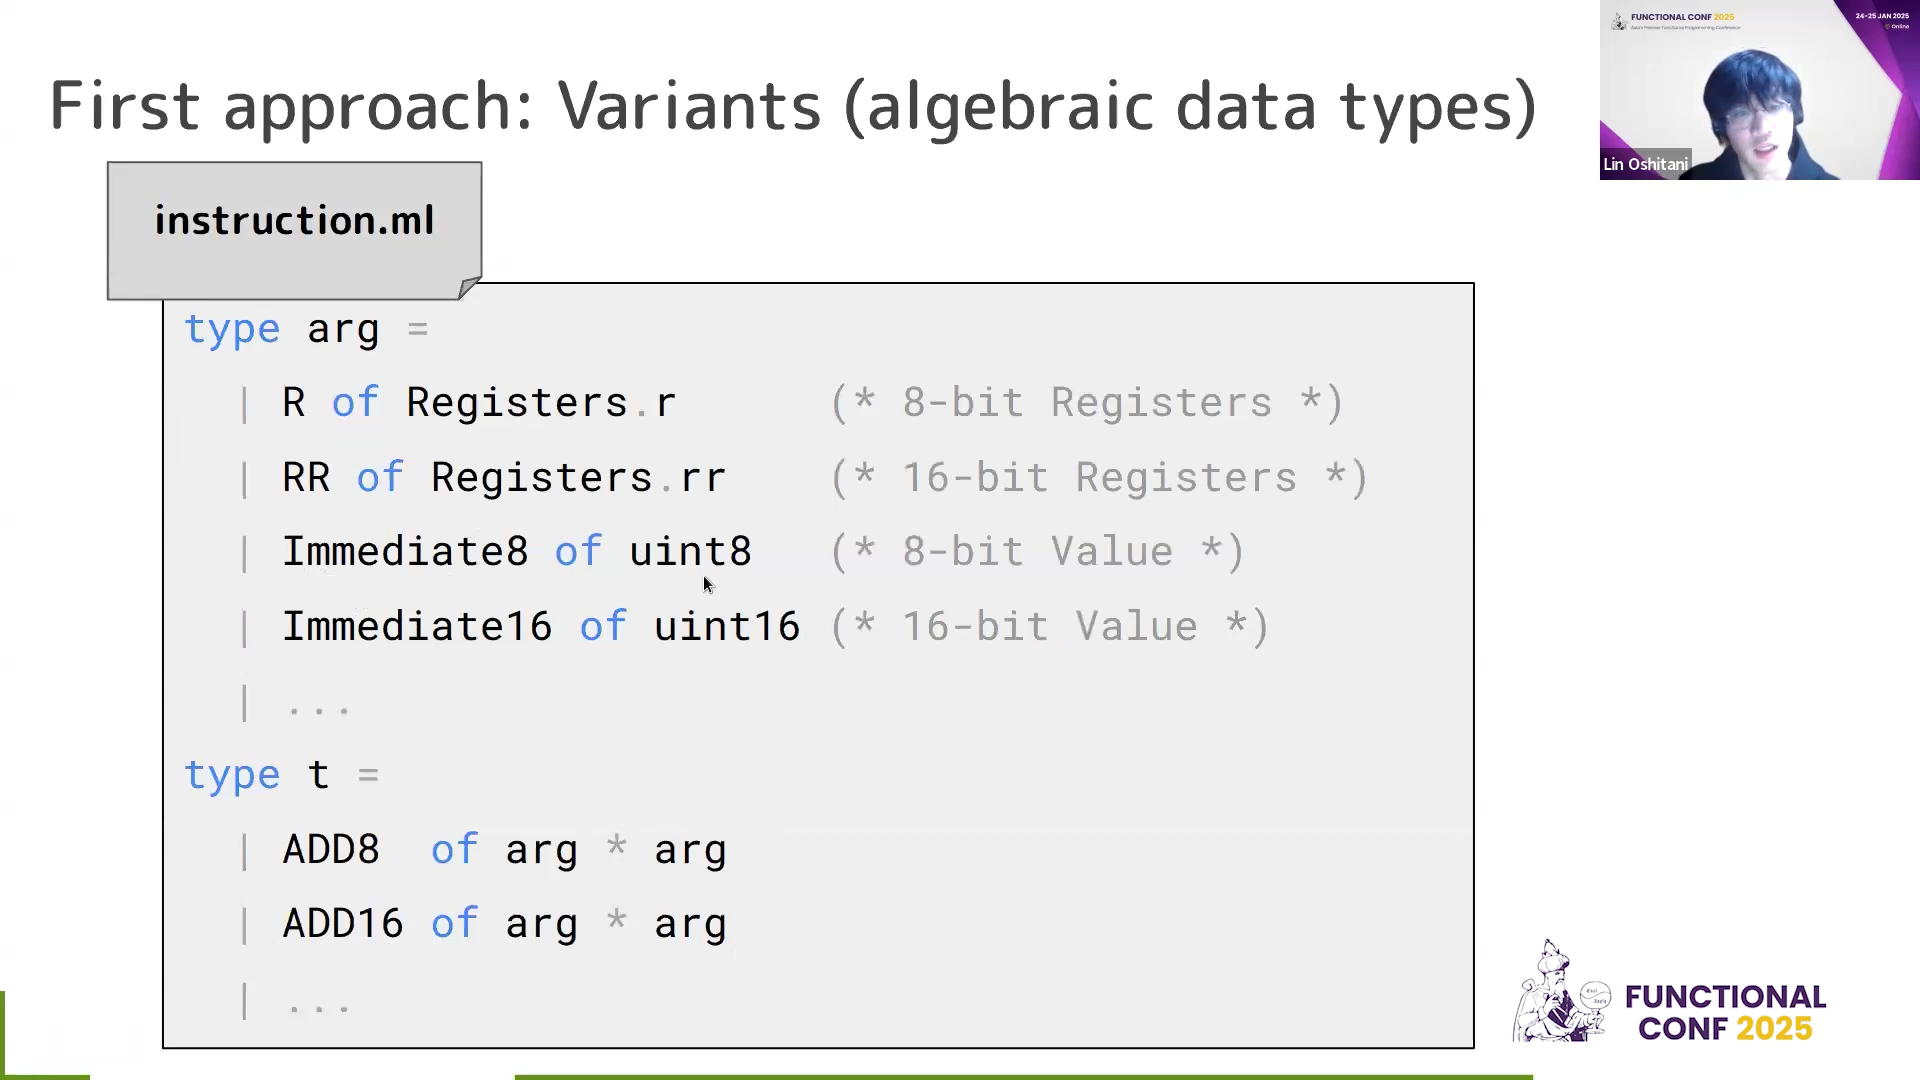 First approach: Variants (algebraic data types)
FUNCTIONAL CONF 2025
24-25 JAN 2025
Online
Lin Oshitani
instruction.ml
type arg =
| R of Registers.r (* 8-bit Registers *)
| RR of Registers.rr (* 16-bit Registers *)
| Immediate8 of uint8 (* 8-bit Value *)
| Immediate16 of uint16 (* 16-bit Value *)
| ...
type t =
| ADD8 of arg * arg
| ADD16 of arg * arg
| ...
FUNCTIONAL
CONF 2025